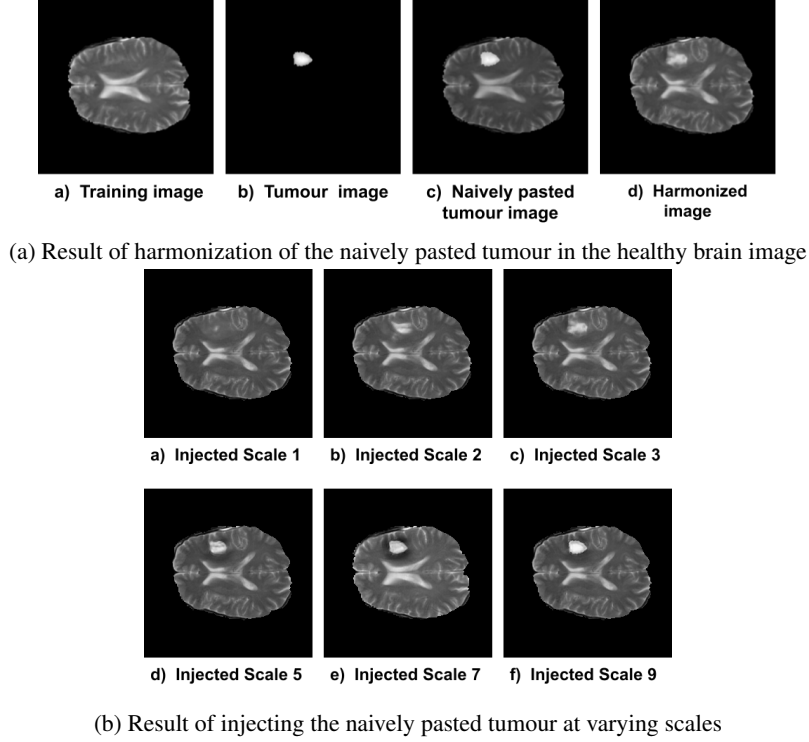 a) Training image
b) Tumour image
c) Naively pasted
tumour image
d) Harmonized
image
(a) Result of harmonization of the naively pasted tumour in the healthy brain image
a) Injected Scale 1
b) Injected Scale 2
c) Injected Scale 3
d) Injected Scale 5
e) Injected Scale 7
f) Injected Scale 9
(b) Result of injecting the naively pasted tumour at varying scales